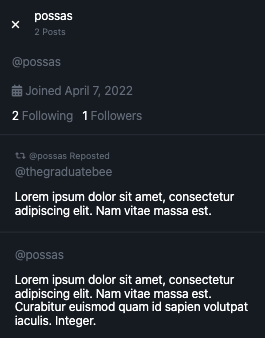 possas
2 Posts
@possas
Joined April 7, 2022
2 Following 1 Followers
@possas Reposted
@thegraduatebee
Lorem ipsum dolor sit amet, consectetur
adipiscing elit. Nam vitae massa est.
@possas
Lorem ipsum dolor sit amet, consectetur
adipiscing elit. Nam vitae massa est.
Curabitur euismod quam id sapien volutpat
iaculis. Integer.